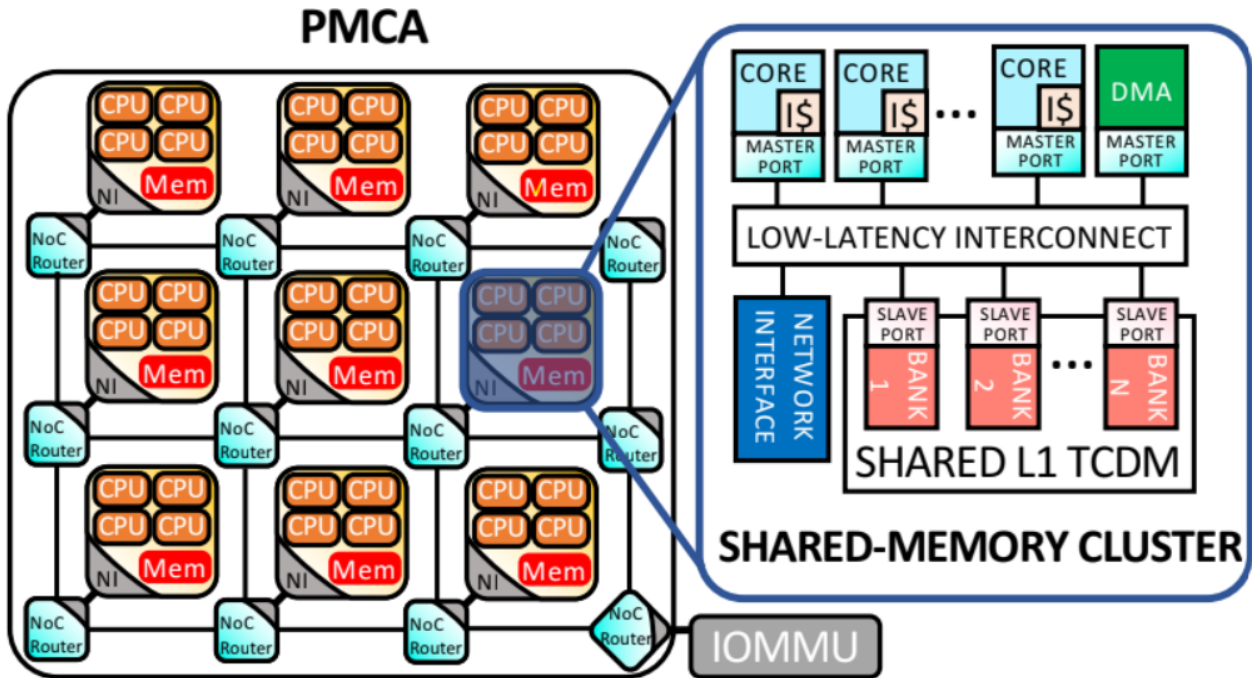 PMCA
CPU CPU
CPU CPU
Mem
NI
CPU CPU
CPU CPU
Mem
NI
CPU CPU
CPU CPU
Mem
NI
NoC
Router
NoC
Router
NoC
Router
NoC
Router
CPU CPU
CPU CPU
Mem
NI
CPU CPU
CPU CPU
Mem
NI
CPU CPU
CPU CPU
Mem
NI
NoC
Router
NoC
Router
NoC
Router
NoC
Router
CPU CPU
CPU CPU
Mem
NI
CPU CPU
CPU CPU
Mem
NI
CPU CPU
CPU CPU
Mem
NI
NoC
Router
NoC
Router
NoC
Router
NoC
Router
IOMMU
CORE
I$
MASTER
PORT
CORE
I$
MASTER
PORT
...
CORE
I$
MASTER
PORT
DMA
MASTER
PORT
LOW-LATENCY INTERCONNECT
NETWORK
INTERFACE
SLAVE
PORT
BANK
1
SLAVE
PORT
BANK
2
...
SLAVE
PORT
BANK
N
SHARED L1 TCDM
SHARED-MEMORY CLUSTER